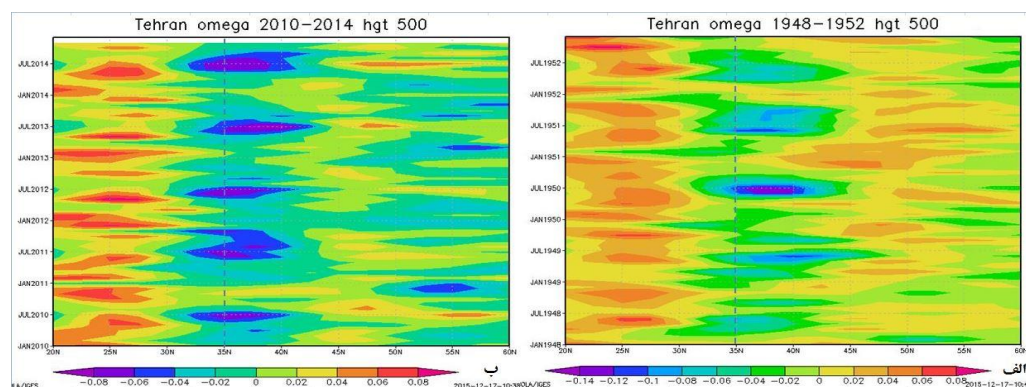 Tehran omega 2010–2014 hgt 500
JUL2014
JAN2014
JUL2013
JAN2013
JUL2012
JAN2012
JUL2011
JAN2011
JUL2010
JAN2010
20N 25N 30N 35N 40N 45N 50N 55N 60N
−0.08 −0.06 −0.04 −0.02 0 0.02 0.04 0.06 0.08
ب
Tehran omega 1948–1952 hgt 500
JUL1952
JAN1952
JUL1951
JAN1951
JUL1950
JAN1950
JUL1949
JAN1949
JUL1948
JAN1948
20N 25N 30N 35N 40N 45N 50N 55N 60N
−0.14 −0.12 −0.1 −0.08 −0.06 −0.04 −0.02 0 0.02 0.04 0.06 0.08
الف